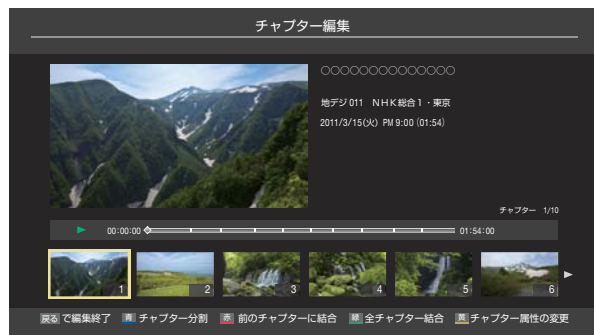 チャプター編集
○○○○○○○○○○○○○○
地デジ 011　ＮＨＫ総合１・東京
2011/3/15(火)　PM 9:00 (01:54)
チャプター　1/10
00:00:00
01:54:00
1
2
3
4
5
6
戻る で編集終了　青 チャプター分割　赤 前のチャプターに結合　緑 全チャプター結合　黄 チャプター属性の変更